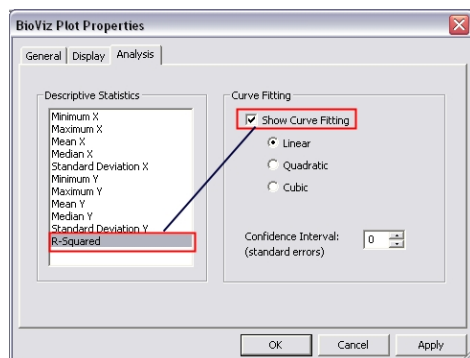 BioViz Plot Properties
General Display Analysis
Descriptive Statistics
Minimum X
Maximum X
Mean X
Median X
Standard Deviation X
Minimum Y
Maximum Y
Mean Y
Median Y
Standard Deviation Y
R-Squared
Curve Fitting
Show Curve Fitting
Linear
Quadratic
Cubic
Confidence Interval: 0
(standard errors)
OK Cancel Apply